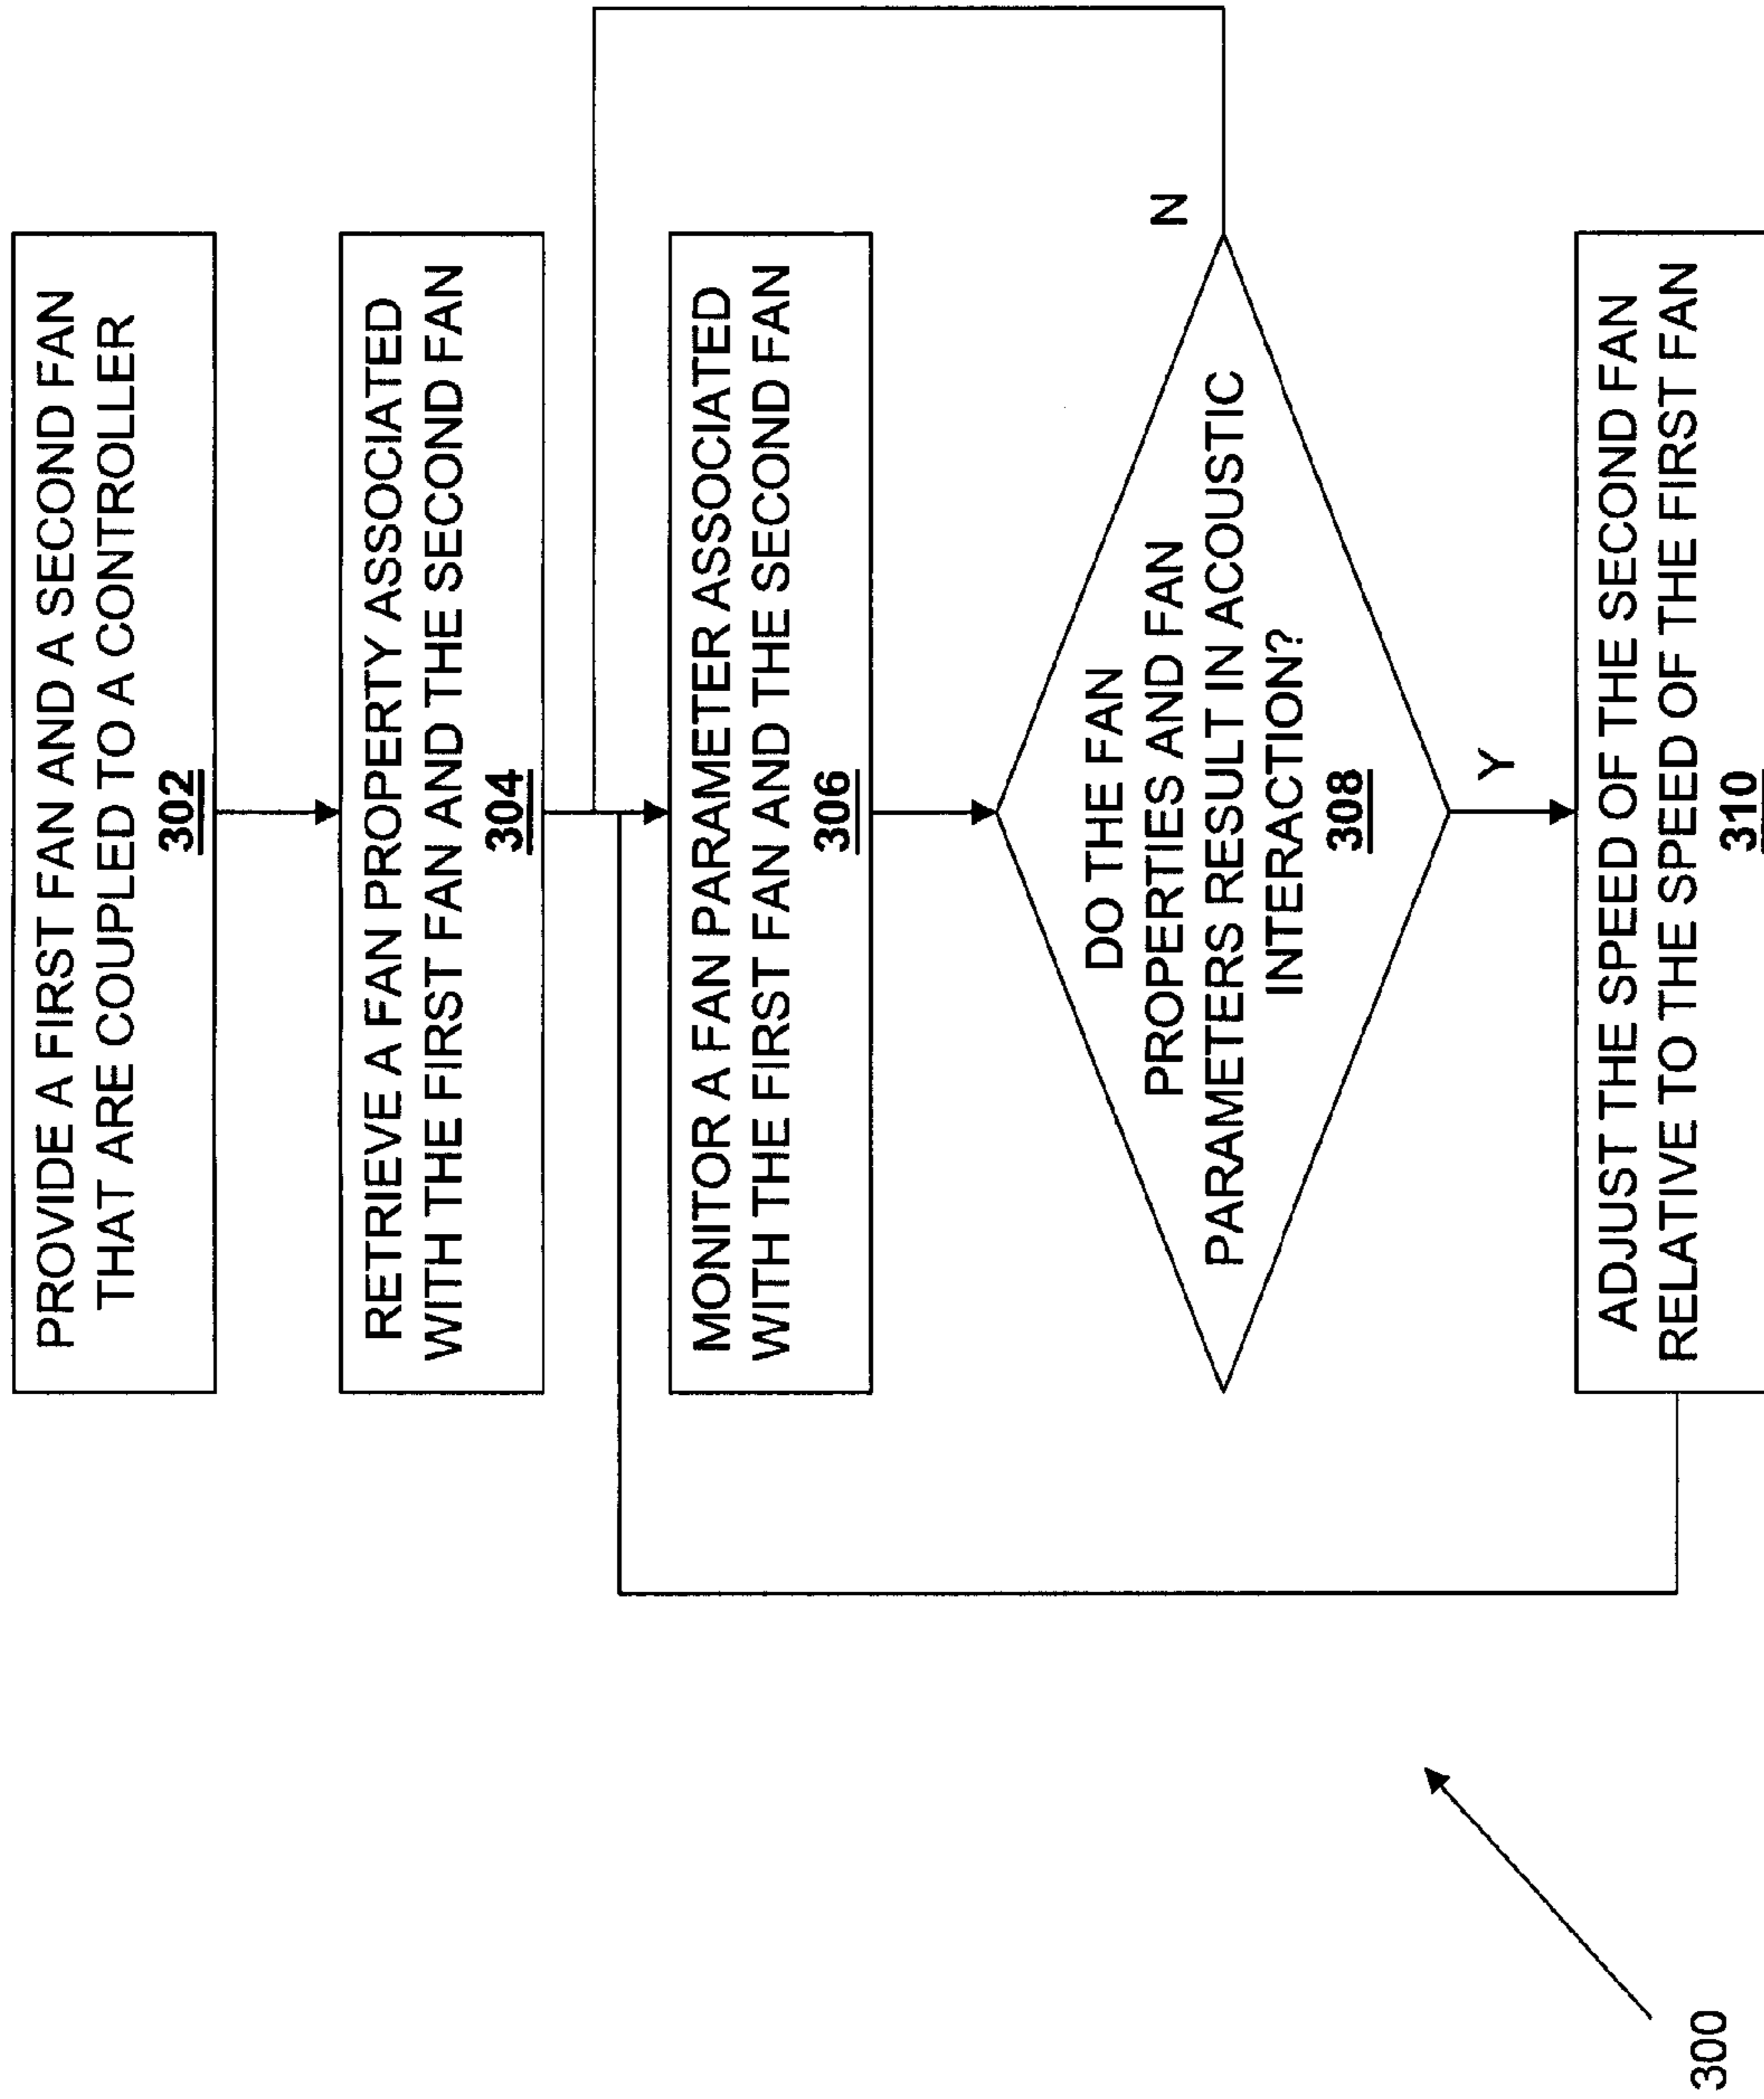 PROVIDE A FIRST FAN AND A SECOND FAN
THAT ARE COUPLED TO A CONTROLLER
302
RETRIEVE A FAN PROPERTY ASSOCIATED
WITH THE FIRST FAN AND THE SECOND FAN
304
MONITOR A FAN PARAMETER ASSOCIATED
WITH THE FIRST FAN AND THE SECOND FAN
306
DO THE FAN
PROPERTIES AND FAN
PARAMETERS RESULT IN ACOUSTIC
INTERACTION?
308
N
Y
ADJUST THE SPEED OF THE SECOND FAN
RELATIVE TO THE SPEED OF THE FIRST FAN
310
300